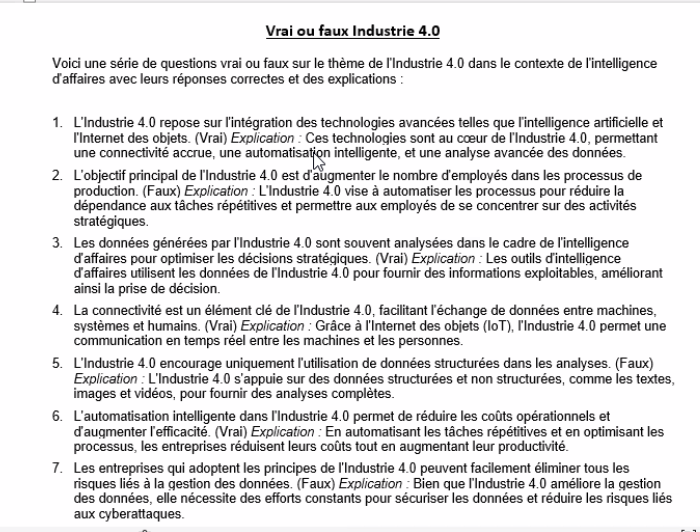 Vrai ou faux Industrie 4.0
Voici une série de questions vrai ou faux sur le thème de l'Industrie 4.0 dans le contexte de l'intelligence
d'affaires avec leurs réponses correctes et des explications :
1. L'Industrie 4.0 repose sur l'intégration des technologies avancées telles que l'intelligence artificielle et
l'Internet des objets. (Vrai) Explication : Ces technologies sont au cœur de l'Industrie 4.0, permettant
une connectivité accrue, une automatisation intelligente, et une analyse avancée des données.
2. L'objectif principal de l'Industrie 4.0 est d'augmenter le nombre d'employés dans les processus de
production. (Faux) Explication : L'Industrie 4.0 vise à automatiser les processus pour réduire la
dépendance aux tâches répétitives et permettre aux employés de se concentrer sur des activités
stratégiques.
3. Les données générées par l'Industrie 4.0 sont souvent analysées dans le cadre de l'intelligence
d'affaires pour optimiser les décisions stratégiques. (Vrai) Explication : Les outils d'intelligence
d'affaires utilisent les données de l'Industrie 4.0 pour fournir des informations exploitables, améliorant
ainsi la prise de décision.
4. La connectivité est un élément clé de l'Industrie 4.0, facilitant l'échange de données entre machines,
systèmes et humains. (Vrai) Explication : Grâce à l'Internet des objets (IoT), l'Industrie 4.0 permet une
communication en temps réel entre les machines et les personnes.
5. L'Industrie 4.0 encourage uniquement l'utilisation de données structurées dans les analyses. (Faux)
Explication : L'Industrie 4.0 s'appuie sur des données structurées et non structurées, comme les textes,
images et vidéos, pour fournir des analyses complètes.
6. L'automatisation intelligente dans l'Industrie 4.0 permet de réduire les coûts opérationnels et
d'augmenter l'efficacité. (Vrai) Explication : En automatisant les tâches répétitives et en optimisant les
processus, les entreprises réduisent leurs coûts tout en augmentant leur productivité.
7. Les entreprises qui adoptent les principes de l'Industrie 4.0 peuvent facilement éliminer tous les
risques liés à la gestion des données. (Faux) Explication : Bien que l'Industrie 4.0 améliore la gestion
des données, elle nécessite des efforts constants pour sécuriser les données et réduire les risques liés
aux cyberattaques.